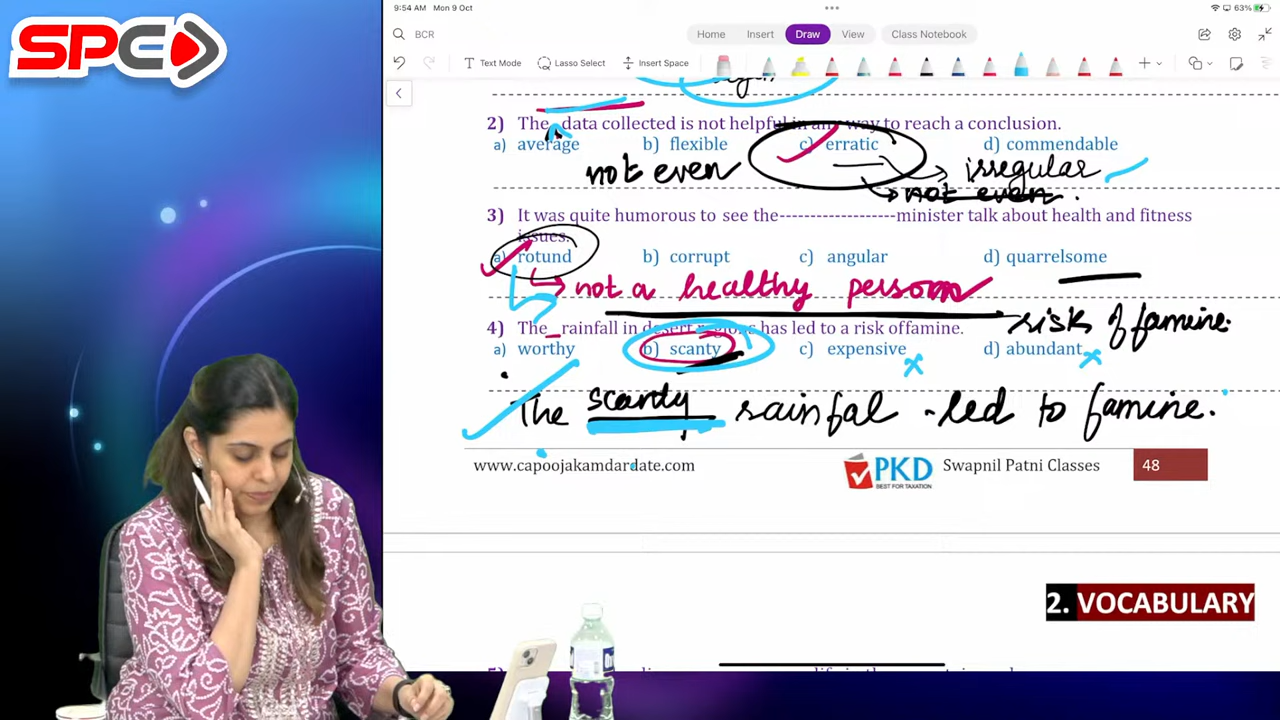 SPC
9:54 AM Mon 9 Oct
63%
BCR
Home Insert Draw View Class Notebook
Text Mode Lasso Select Insert Space
2) The data collected is not helpful in any way to reach a conclusion.
a) average b) flexible c) erratic d) commendable
not even irregular
not even.
3) It was quite humorous to see the-------------------minister talk about health and fitness
issues.
a) rotund b) corrupt c) angular d) quarrelsome
not a healthy person
4) The rainfall in desert regions has led to a risk of famine.
risk of famine.
a) worthy b) scanty c) expensive d) abundant
The scanty rainfal led to famine.
www.capoojakamdardate.com PKD Swapnil Patni Classes 48
BEST FOR TAXATION
2. VOCABULARY